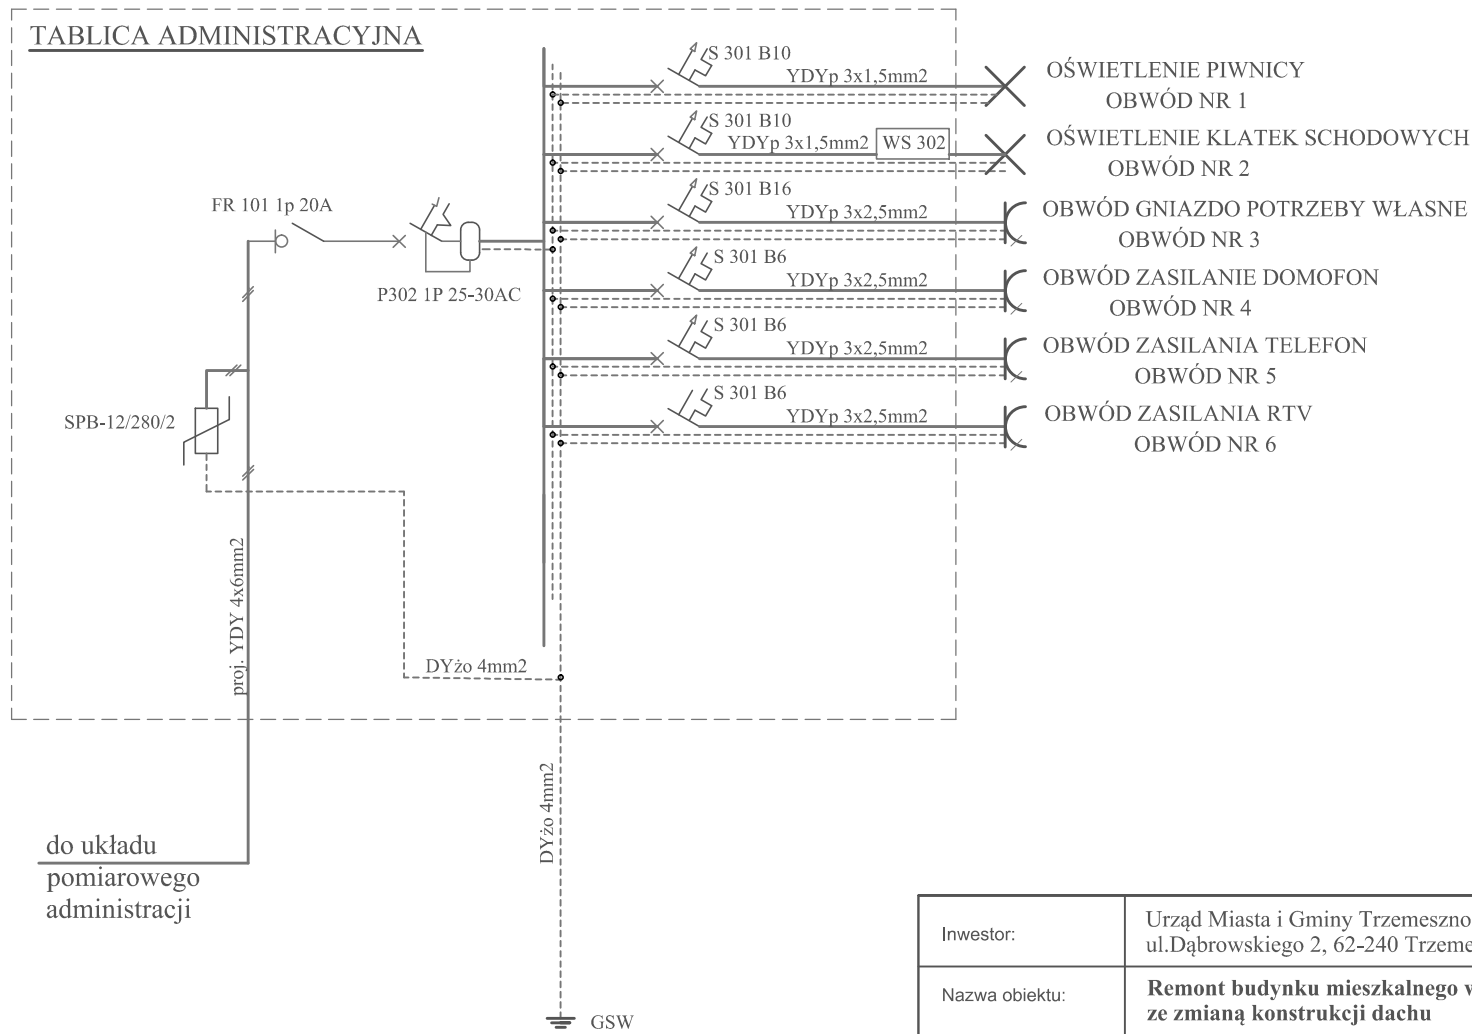 TABLICA ADMINISTRACYJNA
S 301 B10
YDYp 3x1,5mm2
OŚWIETLENIE PIWNICY
OBWÓD NR 1
S 301 B10
YDYp 3x1,5mm2
WS 302
OŚWIETLENIE KLATEK SCHODOWYCH
OBWÓD NR 2
FR 101 1p 20A
S 301 B16
YDYp 3x2,5mm2
OBWÓD GNIAZDO POTRZEBY WŁASNE
OBWÓD NR 3
P302 1P 25-30AC
S 301 B6
YDYp 3x2,5mm2
OBWÓD ZASILANIE DOMOFON
OBWÓD NR 4
S 301 B6
YDYp 3x2,5mm2
OBWÓD ZASILANIA TELEFON
OBWÓD NR 5
SPB-12/280/2
S 301 B6
YDYp 3x2,5mm2
OBWÓD ZASILANIA RTV
OBWÓD NR 6
proj. YDY 4x6mm2
DYżo 4mm2
DYżo 4mm2
do układu
pomiarowego
administracji
GSW
Inwestor:
Urząd Miasta i Gminy Trzemeszno
ul.Dąbrowskiego 2, 62-240 Trzeme
Nazwa obiektu:
Remont budynku mieszkalnego w
ze zmianą konstrukcji dachu